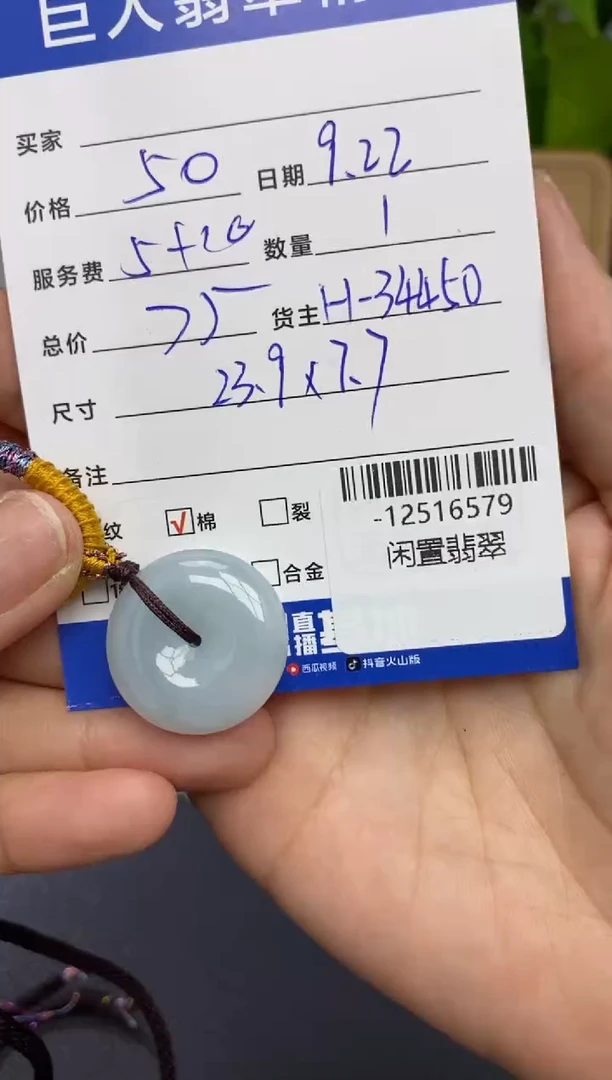 巨人翡翠
买家
价格 50 日期 9.22
服务费 5+20 数量 1
总价 75 货主 H-34450
尺寸 23.9x7.7
备注
纹 √ 棉 裂
合金
-12516579
闲置翡翠
直播基地
西瓜视频 抖音火山版